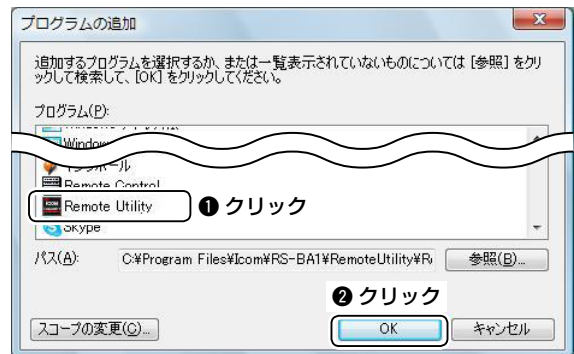 プログラムの追加
追加するプログラムを選択するか、または一覧表示されていないものについては [参照] をクリ
ックして検索して、[OK] をクリックしてください。
プログラム(P):
Remote Control
Remote Utility
❶ クリック
Skype
パス(A):
C:¥Program Files¥Icom¥RS-BA1¥RemoteUtility¥R
参照(B)...
❷ クリック
スコープの変更(C)...
OK
キャンセル